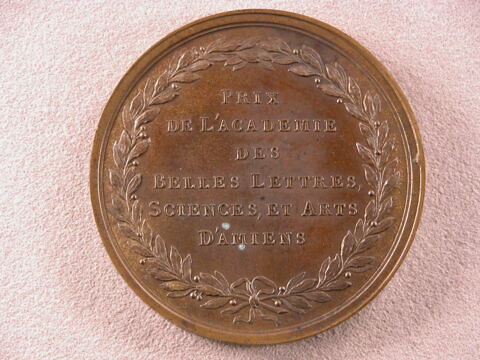 PRIX
DE L'ACADEMIE
DES
BELLES LETTRES,
SCIENCES, ET ARTS
D'AMIENS